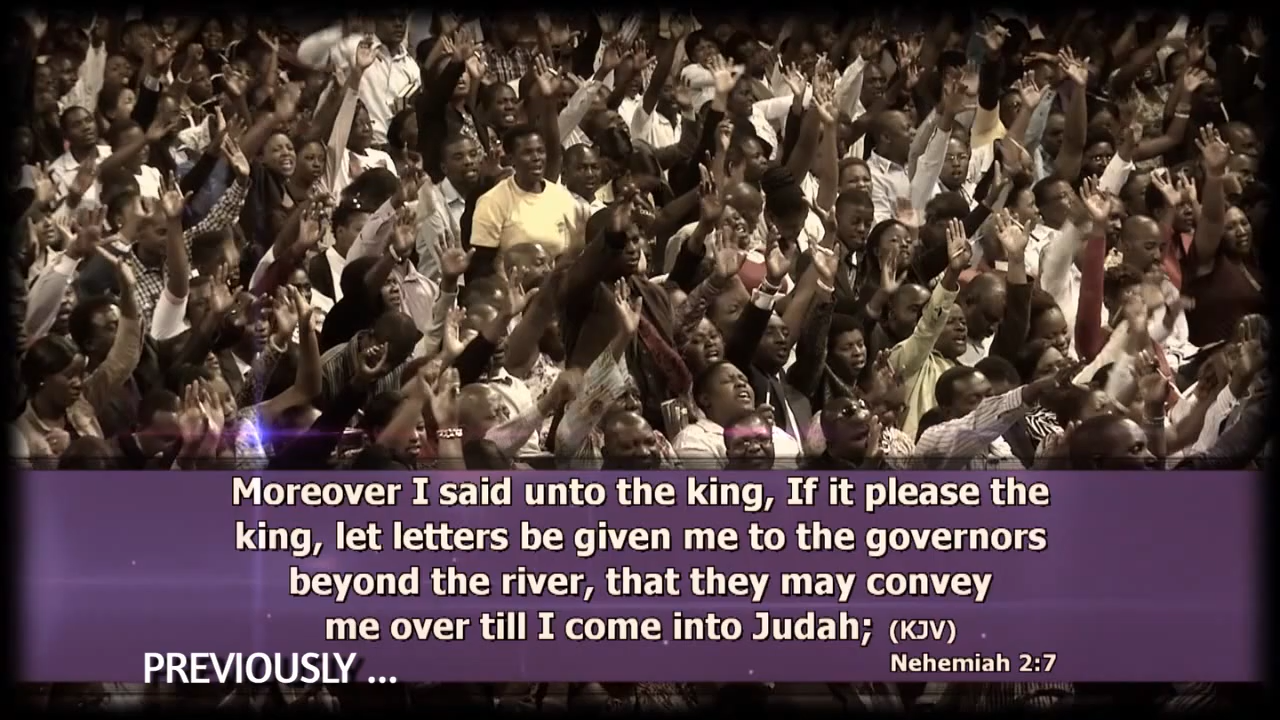 Moreover I said unto the king, If it please the
king, let letters be given me to the governors
beyond the river, that they may convey
me over till I come into Judah; (KJV)
Nehemiah 2:7
PREVIOUSLY ...